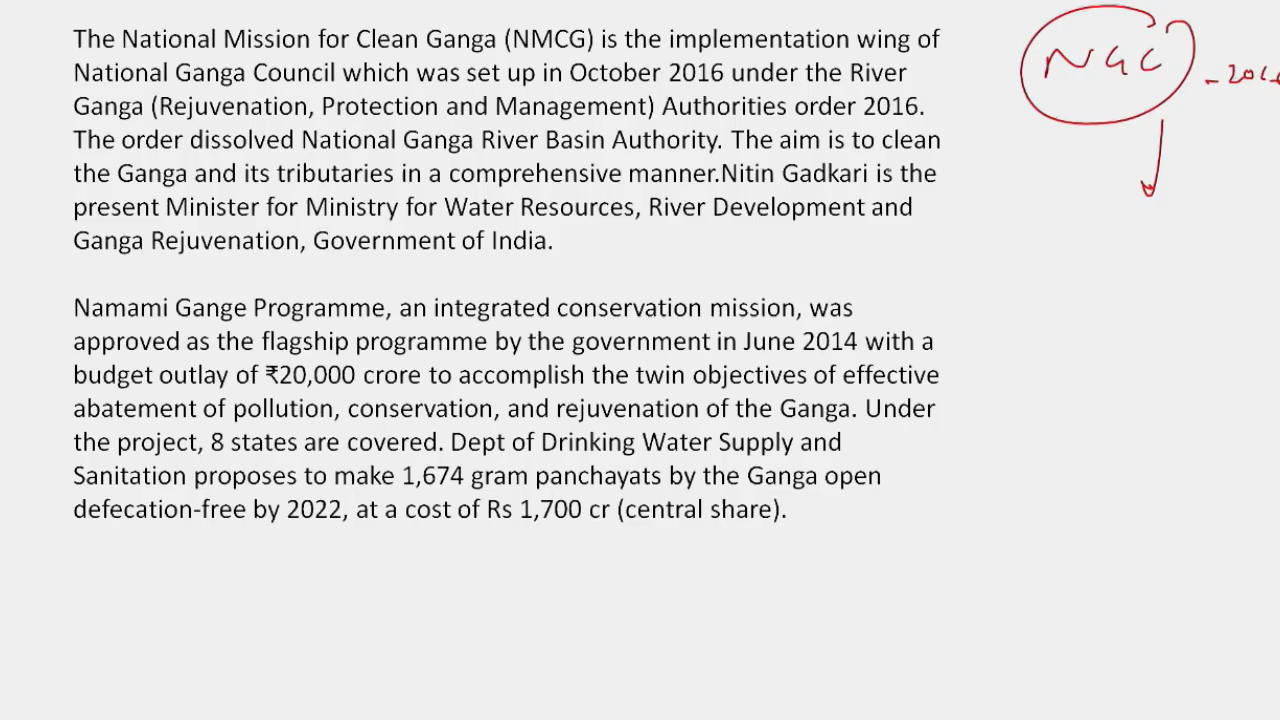 The National Mission for Clean Ganga (NMCG) is the implementation wing of
National Ganga Council which was set up in October 2016 under the River
Ganga (Rejuvenation, Protection and Management) Authorities order 2016.
The order dissolved National Ganga River Basin Authority. The aim is to clean
the Ganga and its tributaries in a comprehensive manner.Nitin Gadkari is the
present Minister for Ministry for Water Resources, River Development and
Ganga Rejuvenation, Government of India.
Namami Gange Programme, an integrated conservation mission, was
approved as the flagship programme by the government in June 2014 with a
budget outlay of ₹20,000 crore to accomplish the twin objectives of effective
abatement of pollution, conservation, and rejuvenation of the Ganga. Under
the project, 8 states are covered. Dept of Drinking Water Supply and
Sanitation proposes to make 1,674 gram panchayats by the Ganga open
defecation-free by 2022, at a cost of Rs 1,700 cr (central share).
NGC